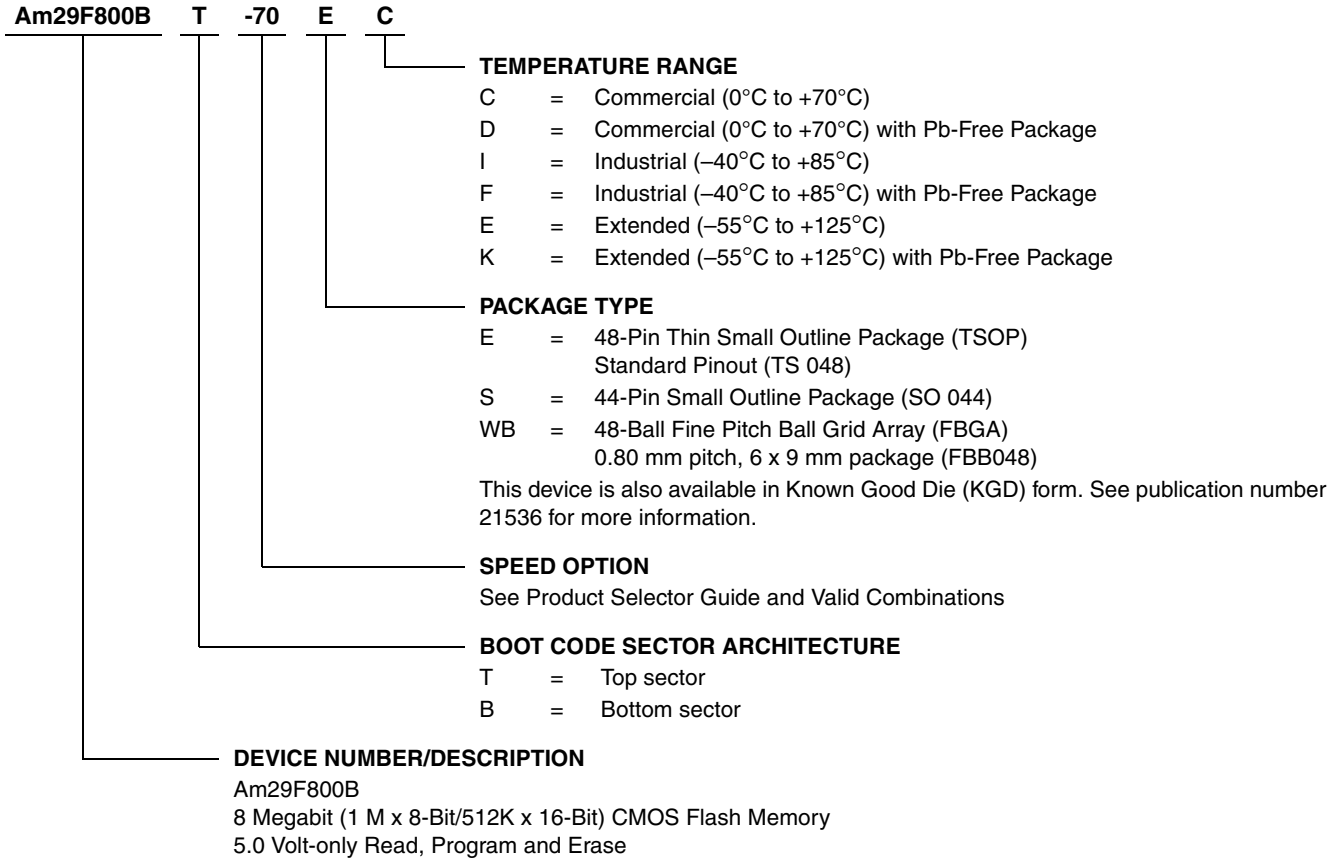 Am29F800B T -70 E C
TEMPERATURE RANGE
C = Commercial (0°C to +70°C)
D = Commercial (0°C to +70°C) with Pb-Free Package
I = Industrial (–40°C to +85°C)
F = Industrial (–40°C to +85°C) with Pb-Free Package
E = Extended (–55°C to +125°C)
K = Extended (–55°C to +125°C) with Pb-Free Package
PACKAGE TYPE
E = 48-Pin Thin Small Outline Package (TSOP)
Standard Pinout (TS 048)
S = 44-Pin Small Outline Package (SO 044)
WB = 48-Ball Fine Pitch Ball Grid Array (FBGA)
0.80 mm pitch, 6 x 9 mm package (FBB048)
This device is also available in Known Good Die (KGD) form. See publication number
21536 for more information.
SPEED OPTION
See Product Selector Guide and Valid Combinations
BOOT CODE SECTOR ARCHITECTURE
T = Top sector
B = Bottom sector
DEVICE NUMBER/DESCRIPTION
Am29F800B
8 Megabit (1 M x 8-Bit/512K x 16-Bit) CMOS Flash Memory
5.0 Volt-only Read, Program and Erase